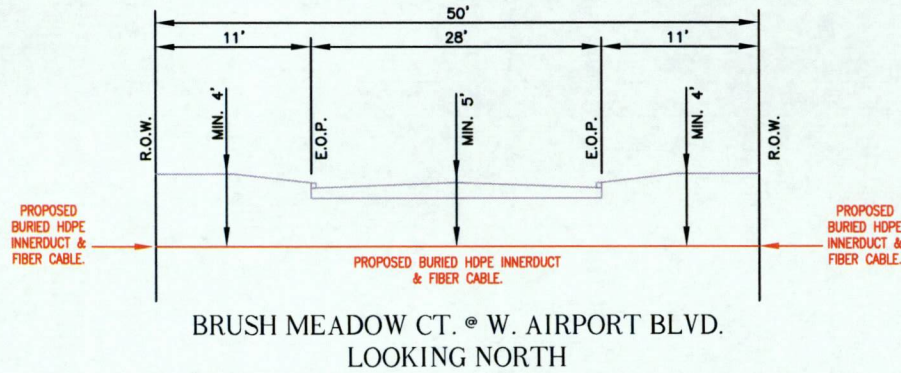 50'
11'
28'
11'
R.O.W.
MIN. 4'
E.O.P.
MIN. 5'
E.O.P.
MIN. 4'
R.O.W.
PROPOSED
BURIED HDPE
INNERDUCT &
FIBER CABLE.
PROPOSED BURIED HDPE INNERDUCT
& FIBER CABLE.
PROPOSED
BURIED HDPE
INNERDUCT &
FIBER CABLE.
BRUSH MEADOW CT. @ W. AIRPORT BLVD.
LOOKING NORTH